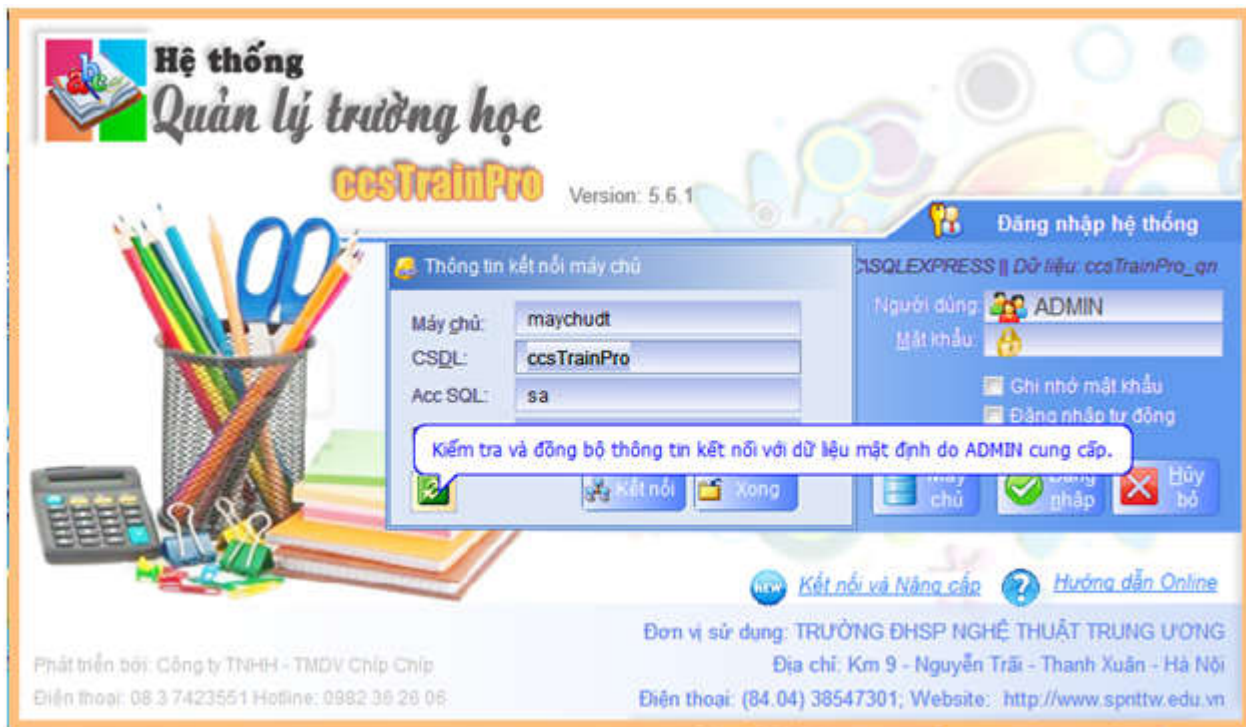 Hệ thống
Quản lý trường học
ccsTrainPro
Version: 5.6.1
Đăng nhập hệ thống
\SQLEXPRESS || Dữ liệu: ccsTrainPro_qn
Người dùng: ADMIN
Mật khẩu:
Ghi nhớ mật khẩu
Đăng nhập tự động
Thông tin kết nối máy chủ
Máy chủ: maychudt
CSDL: ccsTrainPro
Acc SQL: sa
Kiểm tra và đồng bộ thông tin kết nối với dữ liệu mặt định do ADMIN cung cấp.
Kết nối
Xong
Máy chủ
Đăng nhập
Hủy bỏ
NEW
Kết nối và Nâng cấp
Hướng dẫn Online
Đơn vị sử dụng: TRƯỜNG ĐHSP NGHỆ THUẬT TRUNG ƯƠNG
Địa chỉ: Km 9 - Nguyễn Trãi - Thanh Xuân - Hà Nội
Điện thoại: (84.04) 38547301; Website: http://www.spnttw.edu.vn
Phát triển bởi: Công ty TNHH - TMDV Chíp Chíp
Điện thoại: 08.3.7423551 Hotline: 0982 36 26 06